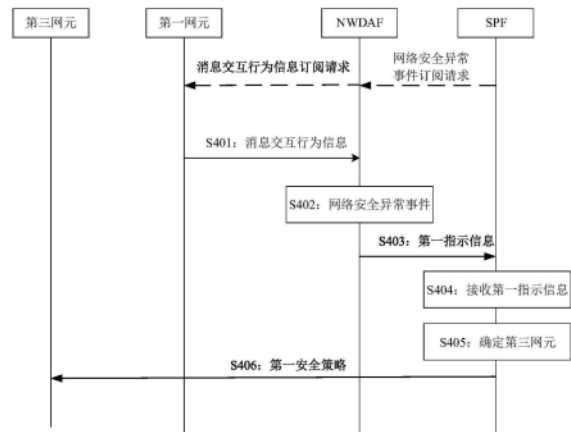 第三网元
第一网元
NWDAF
SPF
消息交互行为信息订阅请求
网络安全异常
事件订阅请求
S401：消息交互行为信息
S402：网络安全异常事件
S403：第一指示信息
S404：接收第一指示信息
S405：确定第三网元
S406：第一安全策略